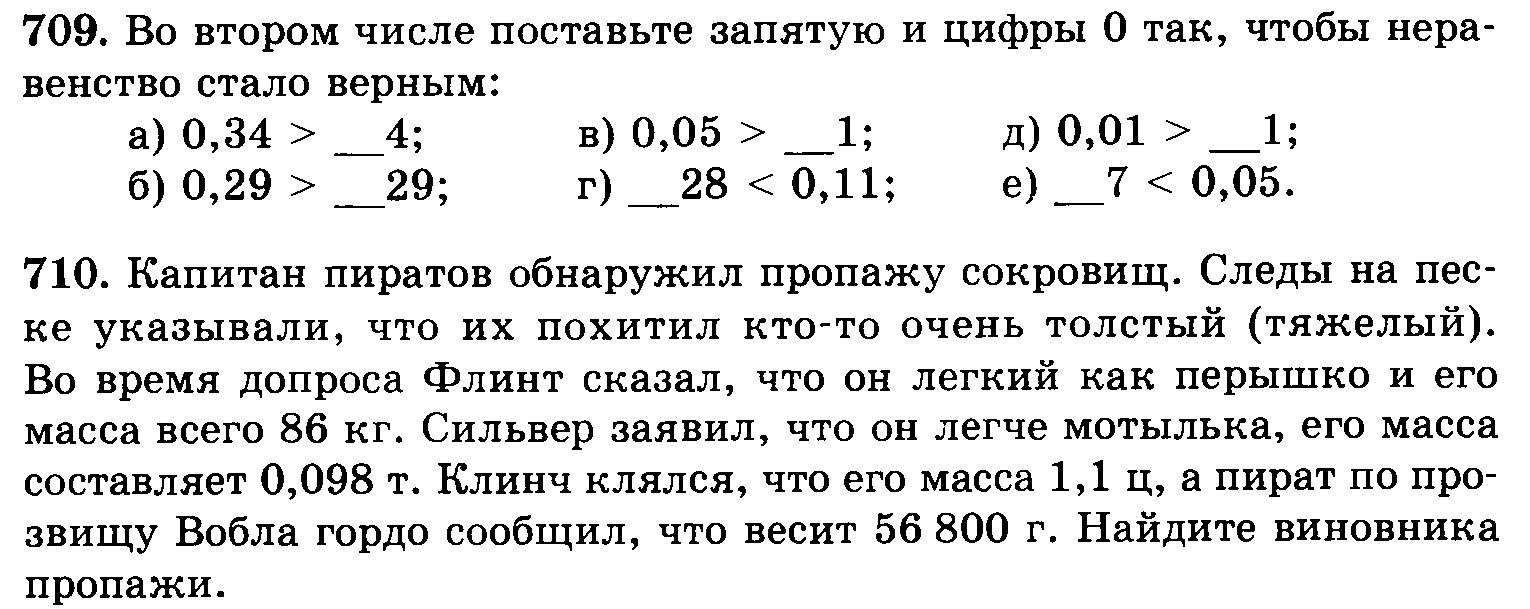 709. Во втором числе поставьте запятую и цифры 0 так, чтобы нера-
венство стало верным:
а) 0,34 > __4; в) 0,05 > __1; д) 0,01 > __1;
б) 0,29 > __29; г) __28 < 0,11; е) __7 < 0,05.
710. Капитан пиратов обнаружил пропажу сокровищ. Следы на пес-
ке указывали, что их похитил кто-то очень толстый (тяжелый).
Во время допроса Флинт сказал, что он легкий как перышко и его
масса всего 86 кг. Сильвер заявил, что он легче мотылька, его масса
составляет 0,098 т. Клинч клялся, что его масса 1,1 ц, а пират по про-
звищу Вобла гордо сообщил, что весит 56 800 г. Найдите виновника
пропажи.